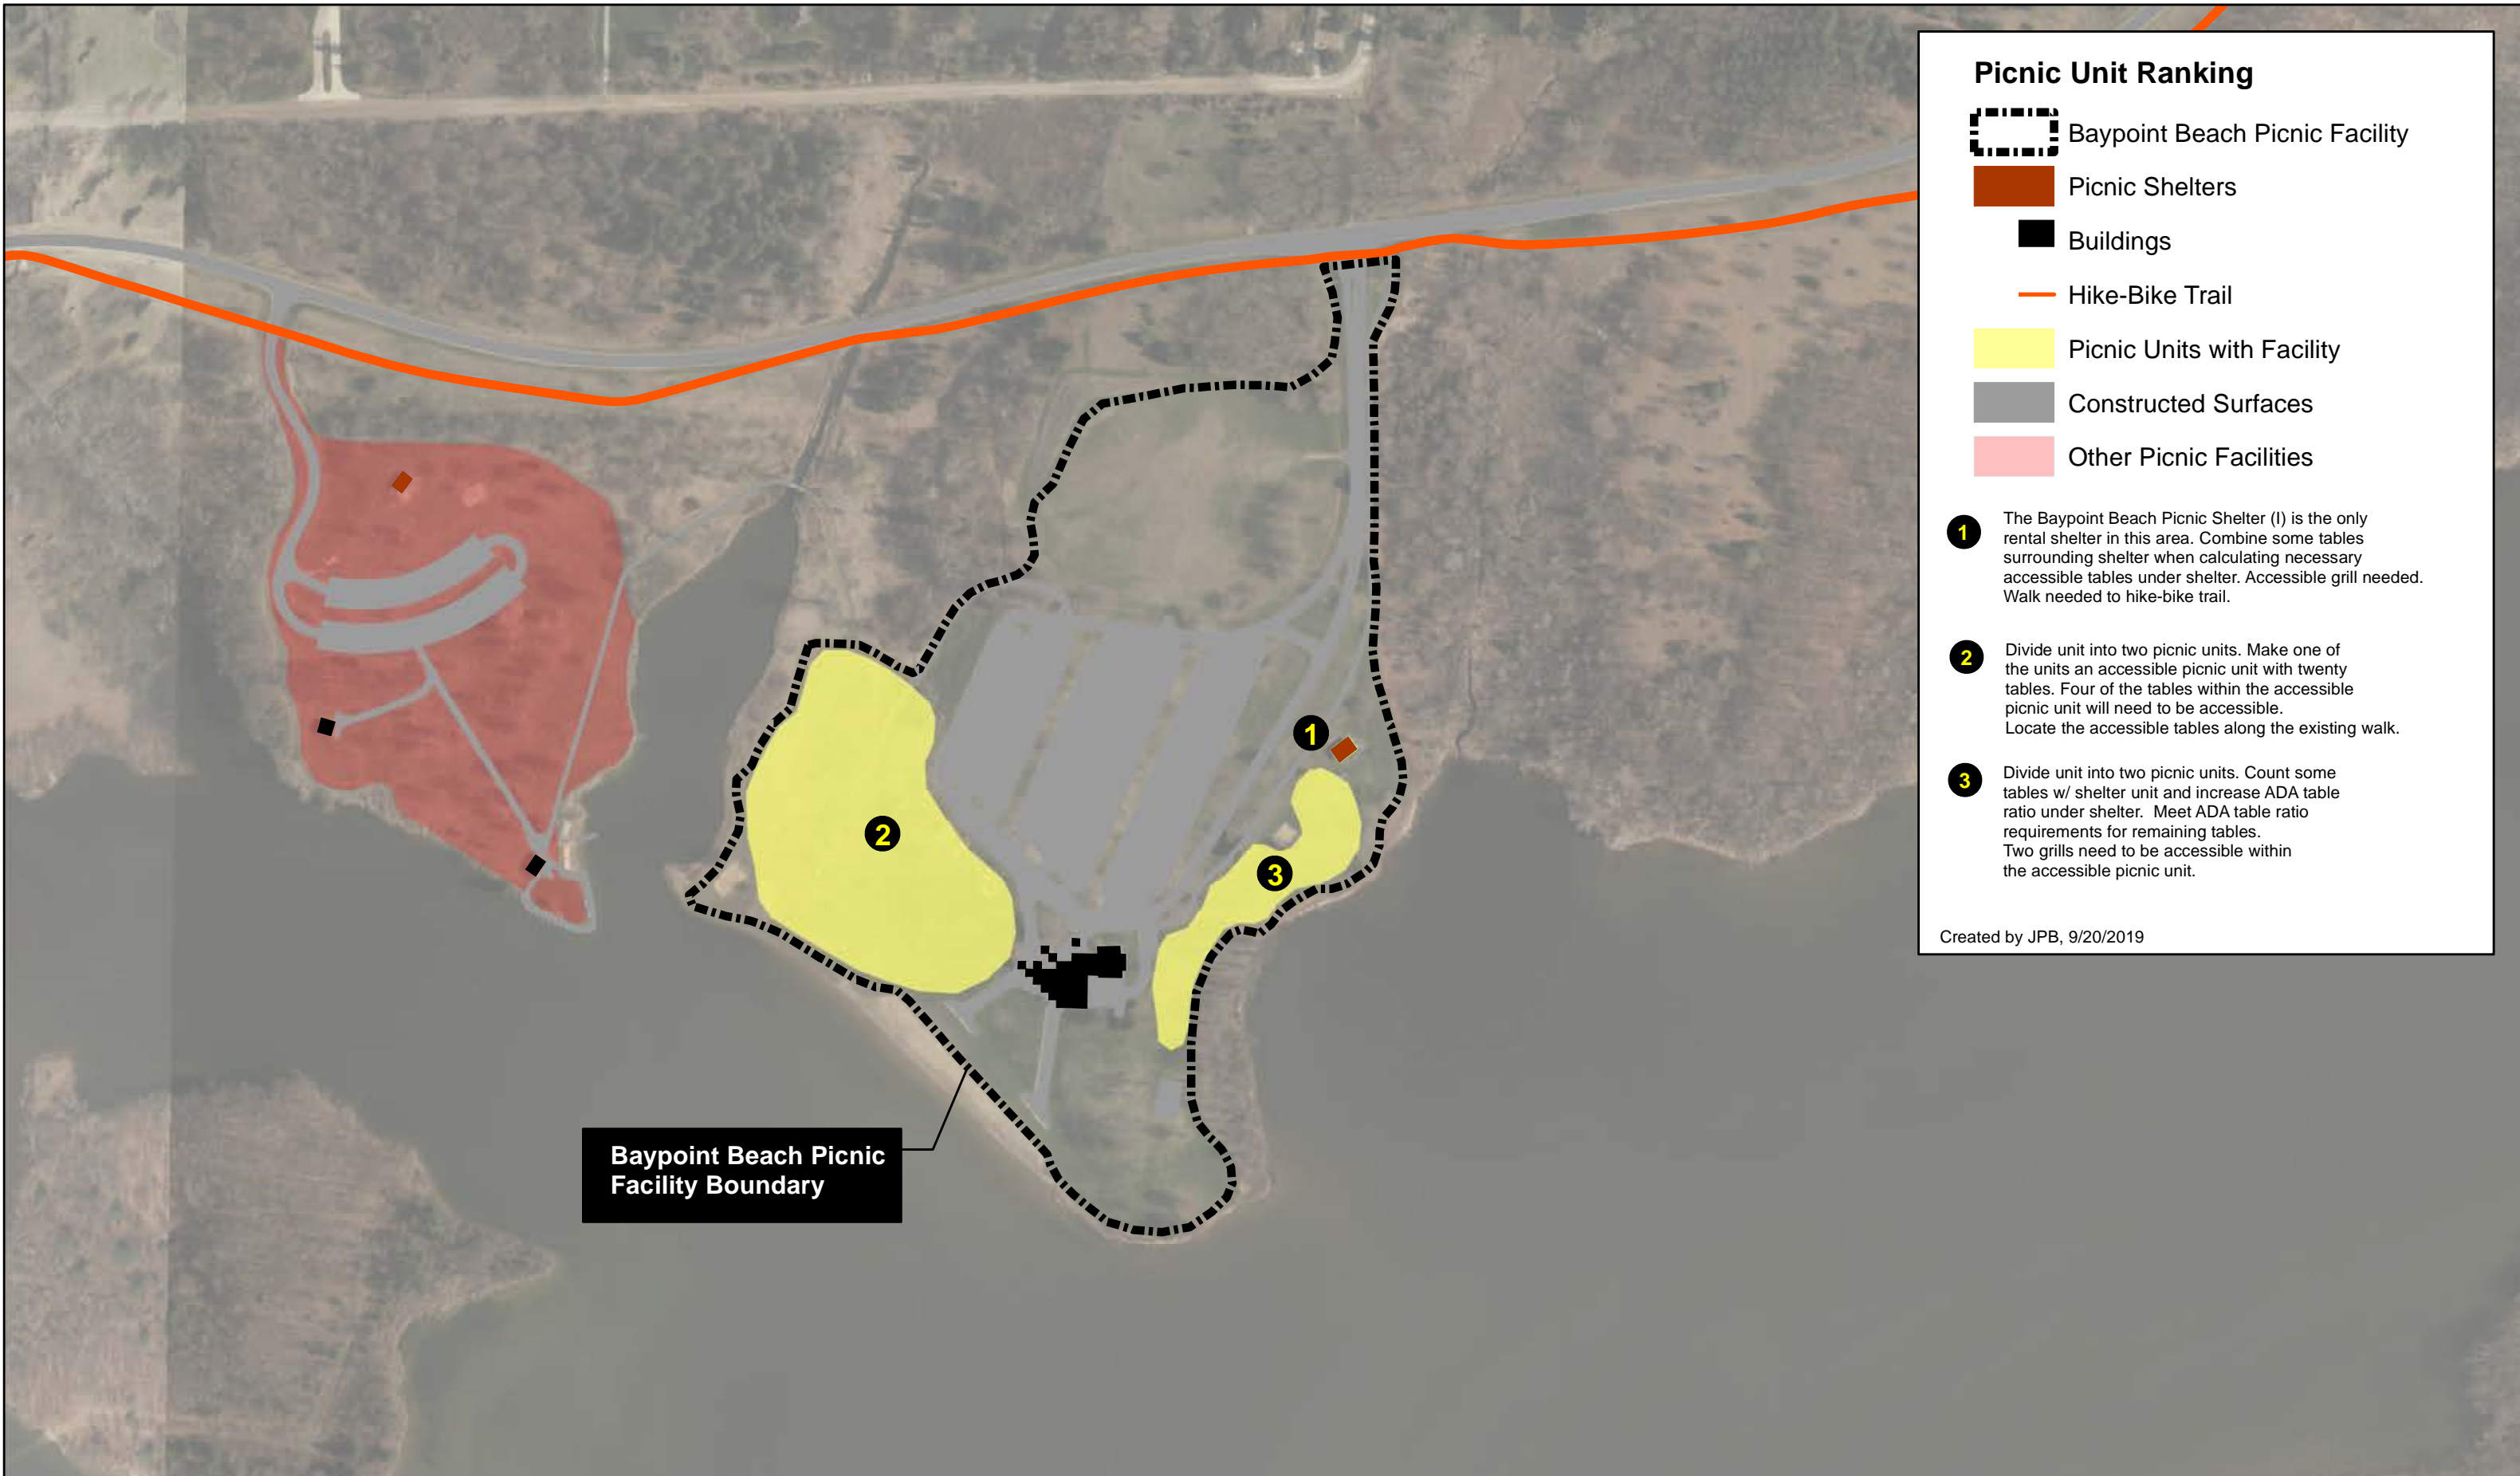 Picnic Unit Ranking
Baypoint Beach Picnic Facility
Picnic Shelters
Buildings
Hike-Bike Trail
Picnic Units with Facility
Constructed Surfaces
Other Picnic Facilities
1
The Baypoint Beach Picnic Shelter (I) is the only
rental shelter in this area. Combine some tables
surrounding shelter when calculating necessary
accessible tables under shelter. Accessible grill needed.
Walk needed to hike-bike trail.
2
Divide unit into two picnic units. Make one of
the units an accessible picnic unit with twenty
tables. Four of the tables within the accessible
picnic unit will need to be accessible.
Locate the accessible tables along the existing walk.
3
Divide unit into two picnic units. Count some
tables w/ shelter unit and increase ADA table
ratio under shelter.  Meet ADA table ratio
requirements for remaining tables.
Two grills need to be accessible within
the accessible picnic unit.
Created by JPB, 9/20/2019
1
2
3
Baypoint Beach Picnic
Facility Boundary